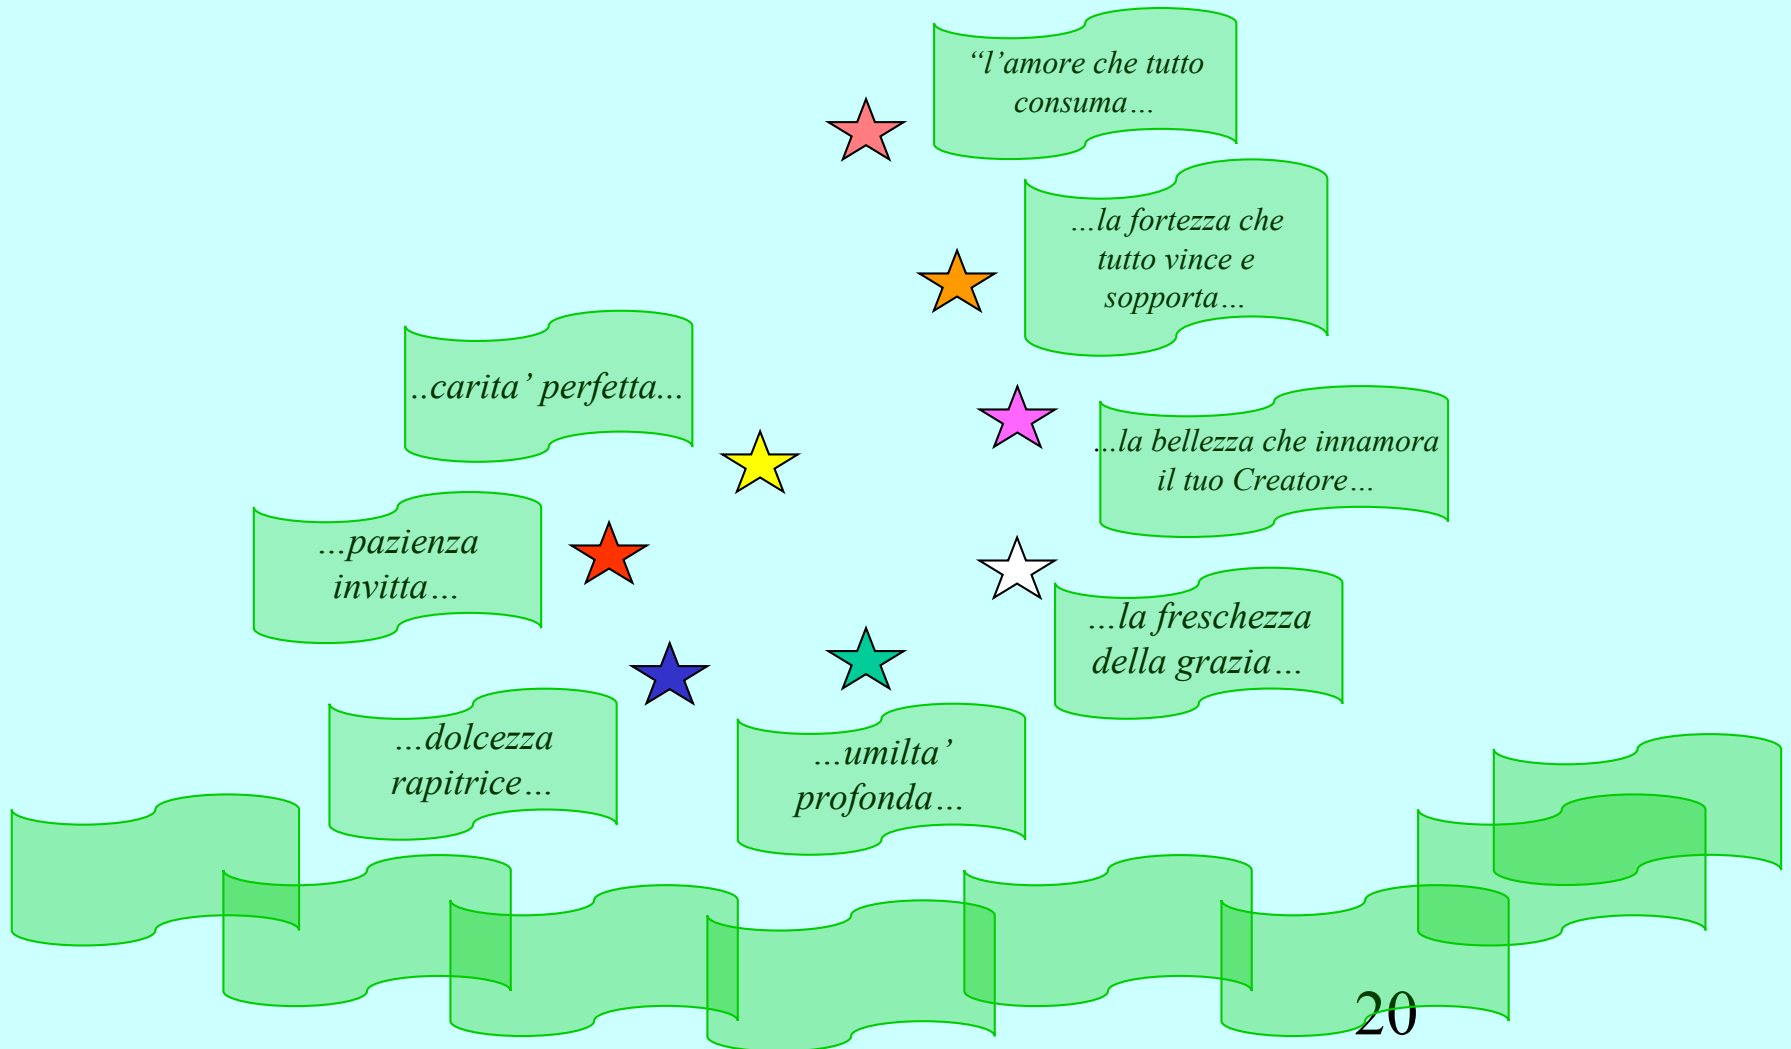 “l’amore che tutto
consuma…
...la fortezza che
tutto vince e
sopporta…
..carita’ perfetta...
...la bellezza che innamora
il tuo Creatore…
...pazienza
invitta…
...la freschezza
della grazia…
...dolcezza
rapitrice…
...umilta’
profonda…
20